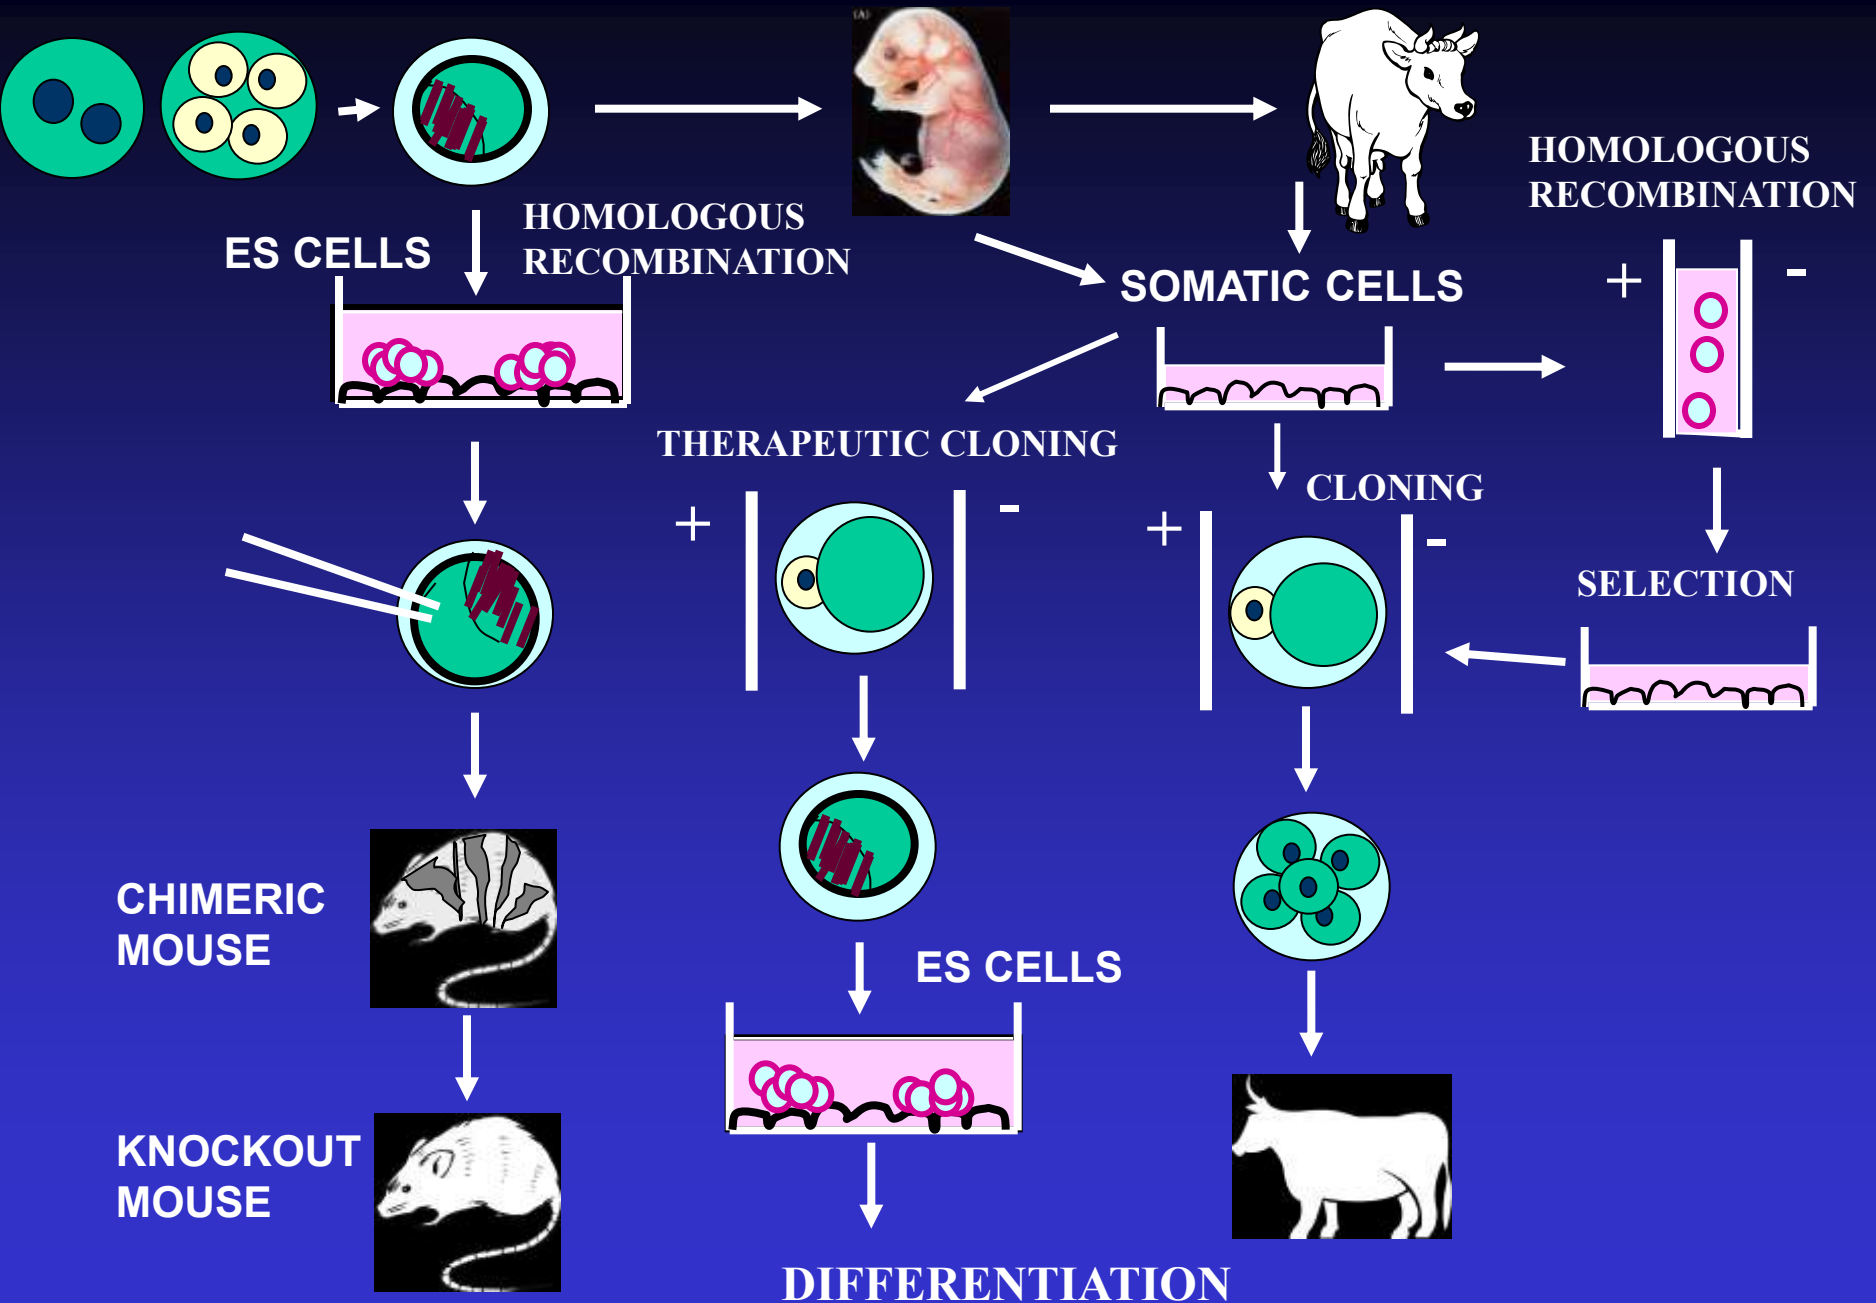 (A)
HOMOLOGOUS
RECOMBINATION
HOMOLOGOUS
RECOMBINATION
ES CELLS
SOMATIC CELLS
+
-
THERAPEUTIC CLONING
CLONING
+
-
+
-
SELECTION
CHIMERIC
MOUSE
ES CELLS
KNOCKOUT
MOUSE
DIFFERENTIATION